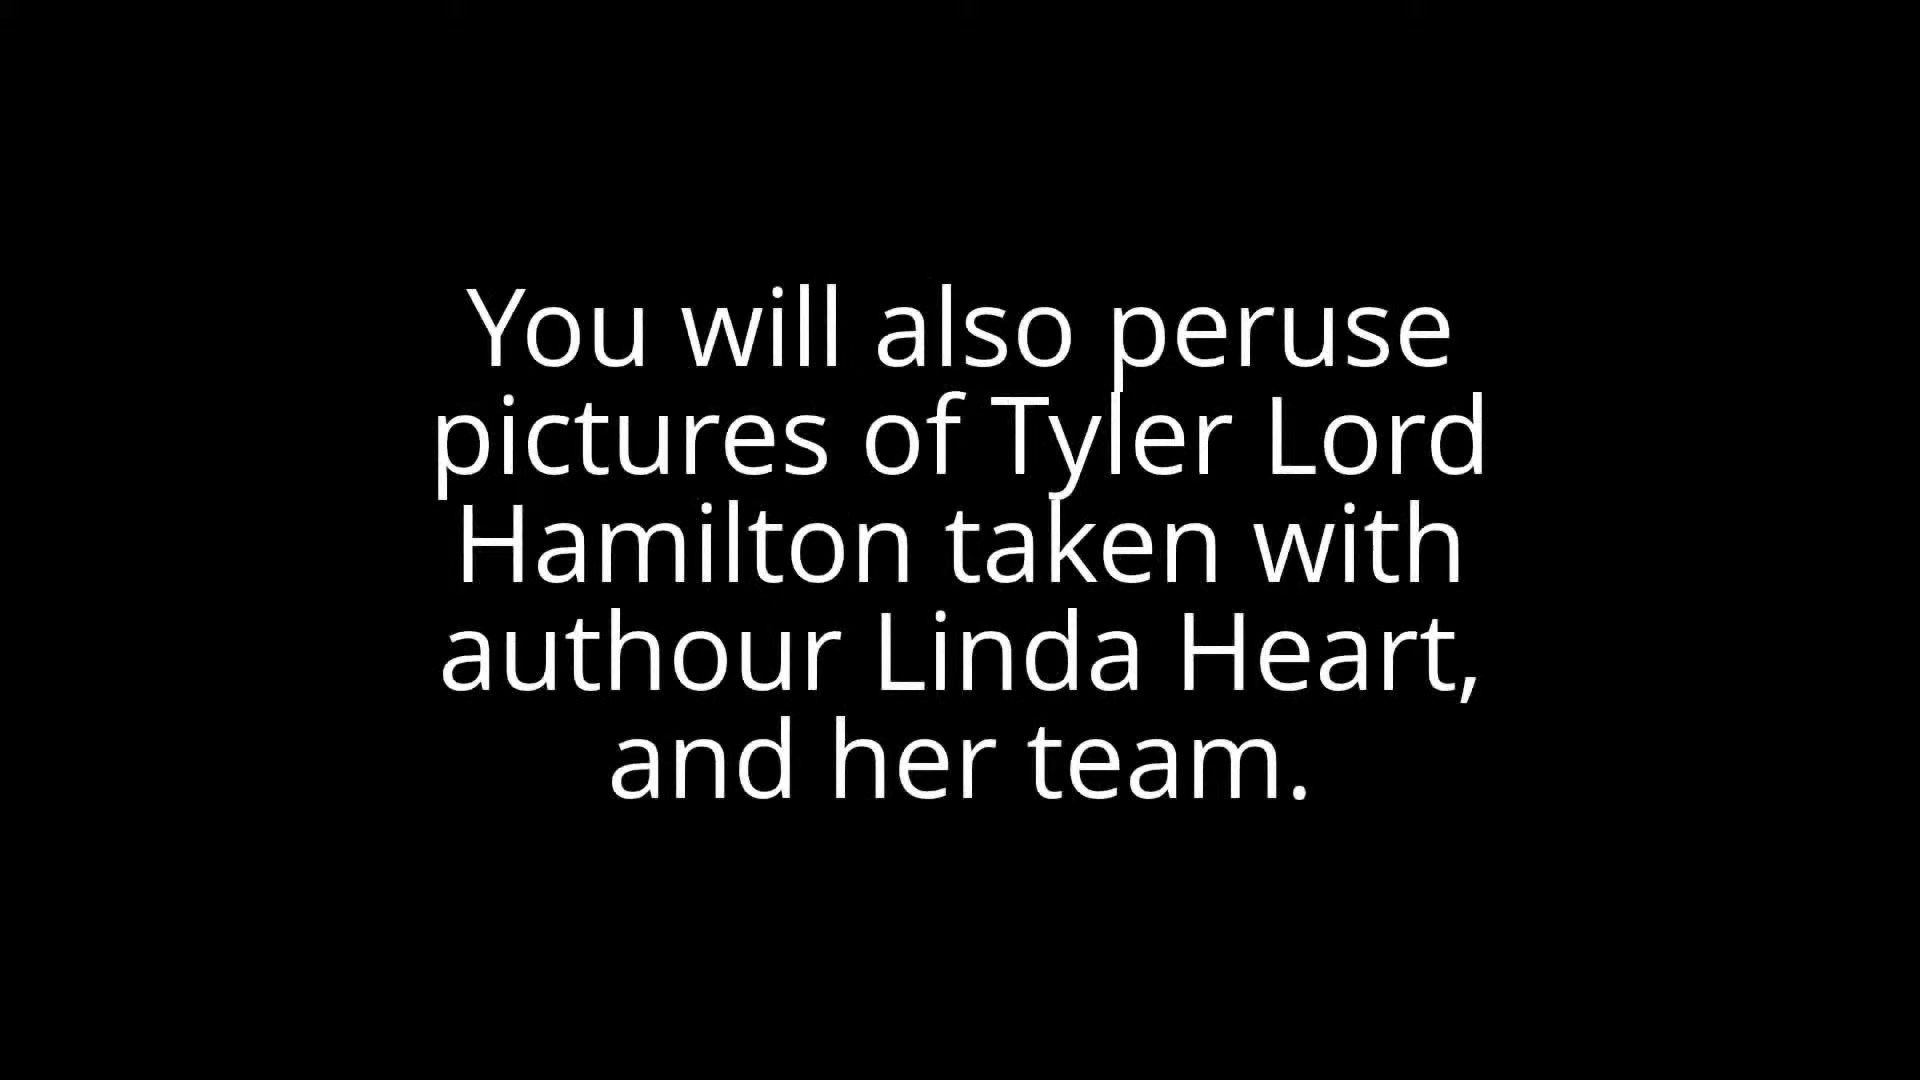 You will also peruse
pictures of Tyler Lord
Hamilton taken with
authour Linda Heart,
and her team.